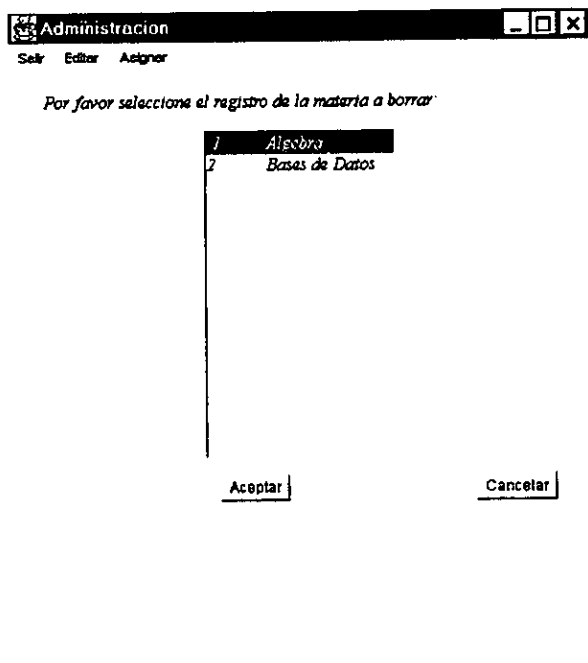 Administracion
Salir Editar Asignar
Por favor seleccione el registro de la materia a borrar
1 Algebra
2 Bases de Datos
Aceptar Cancelar